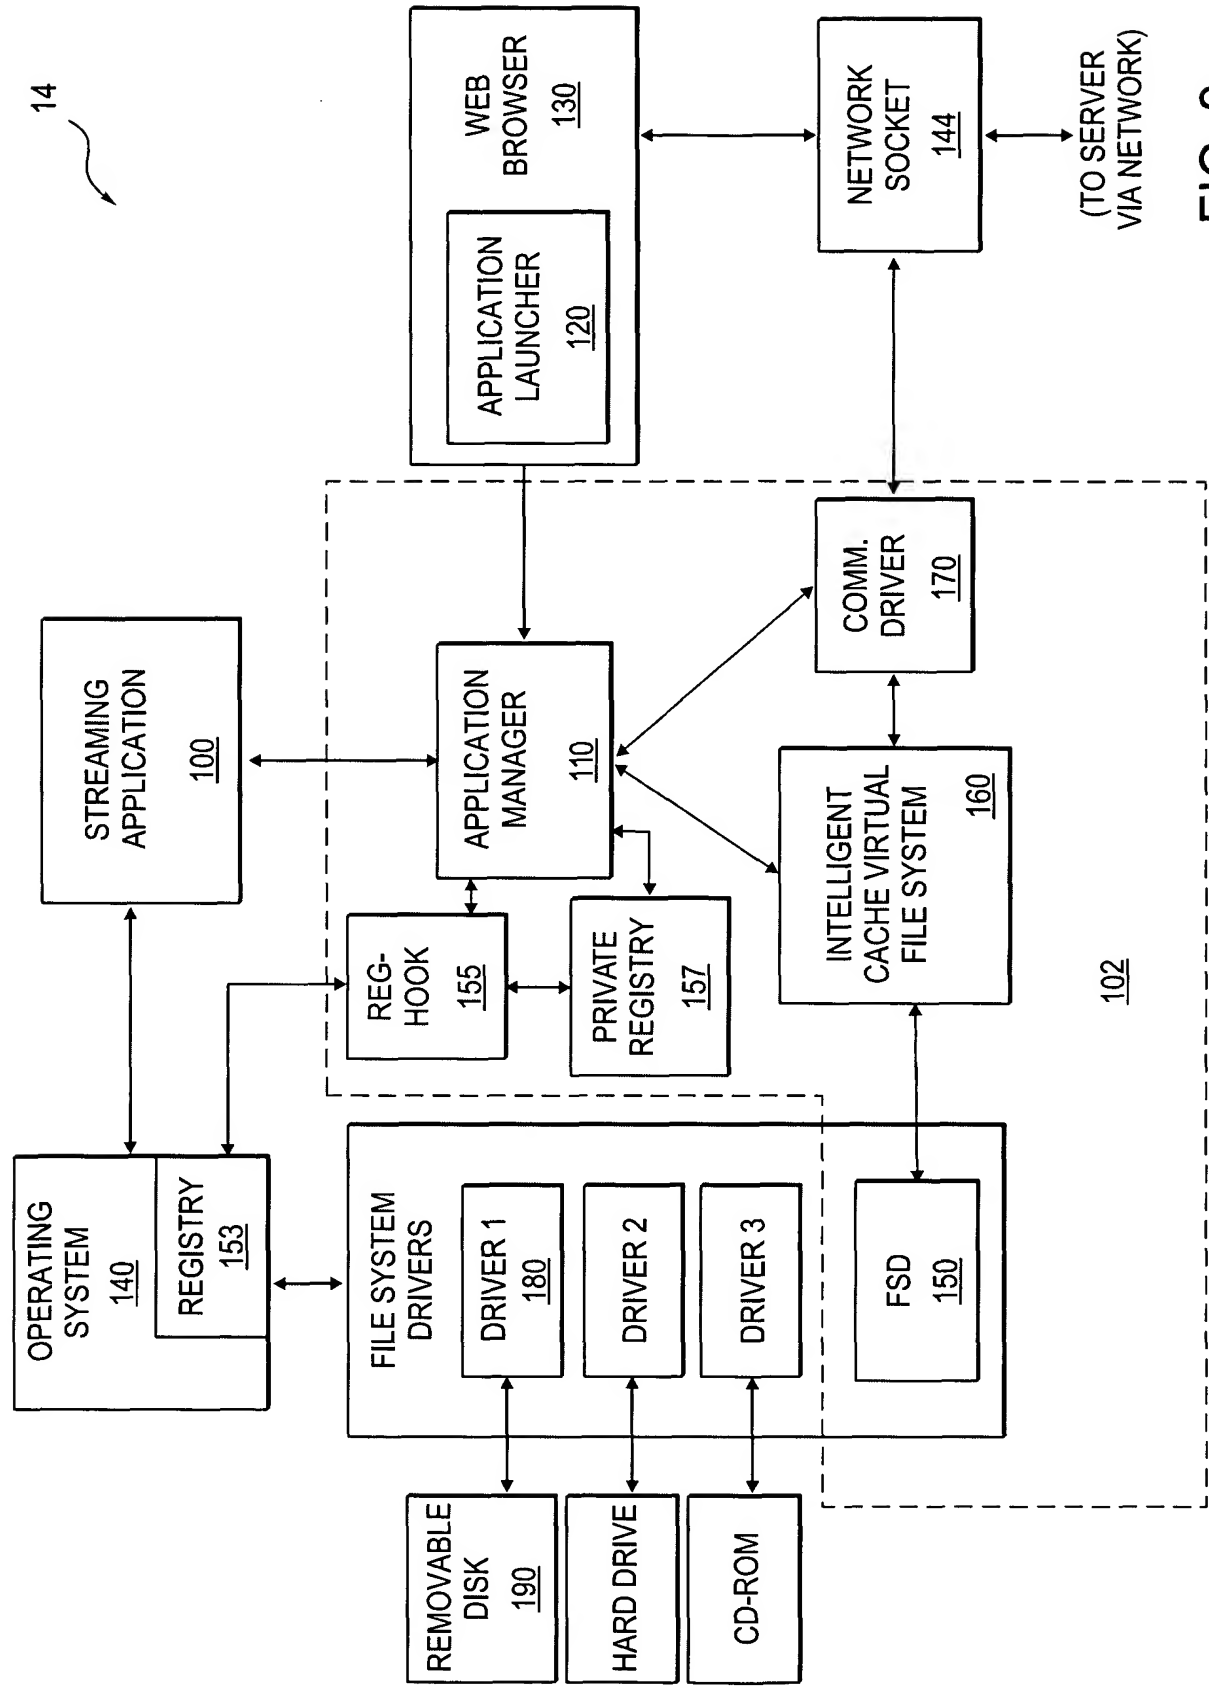 14
OPERATING
SYSTEM
140
REGISTRY
153
STREAMING
APPLICATION
100
REMOVABLE
DISK
190
HARD DRIVE
CD-ROM
FILE SYSTEM
DRIVERS
DRIVER 1
180
DRIVER 2
DRIVER 3
FSD
150
REG-
HOOK
155
PRIVATE
REGISTRY
157
APPLICATION
MANAGER
110
WEB
BROWSER
130
APPLICATION
LAUNCHER
120
INTELLIGENT
CACHE VIRTUAL
FILE SYSTEM
160
COMM.
DRIVER
170
NETWORK
SOCKET
144
(TO SERVER
VIA NETWORK)
102
FIG.